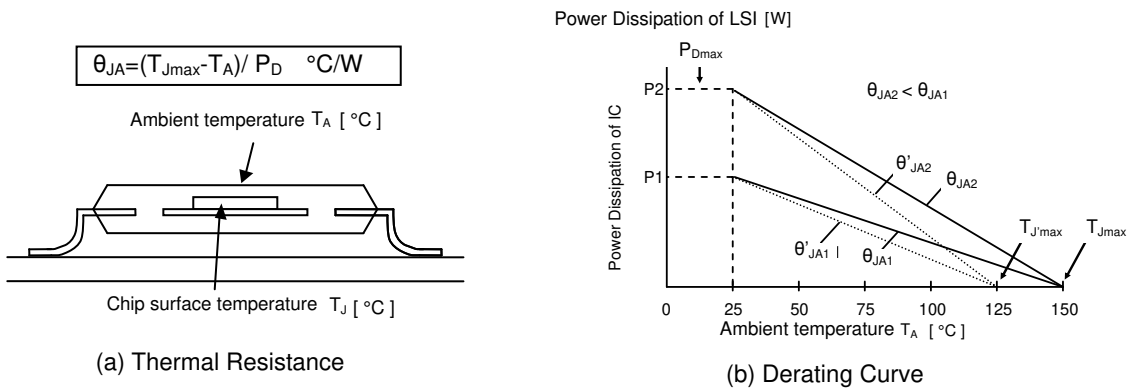 θJA=(TJmax-TA)/ PD °C/W
Ambient temperature TA [ °C ]
Chip surface temperature TJ [ °C ]
(a) Thermal Resistance
Power Dissipation of LSI [W]
PDmax
P2
θJA2 < θJA1
Power Dissipation of IC
θ'JA2
θJA2
P1
TJ'max
TJmax
θ'JA1
θJA1
0 25 50 75 100 125 150
Ambient temperature TA [ °C ]
(b) Derating Curve